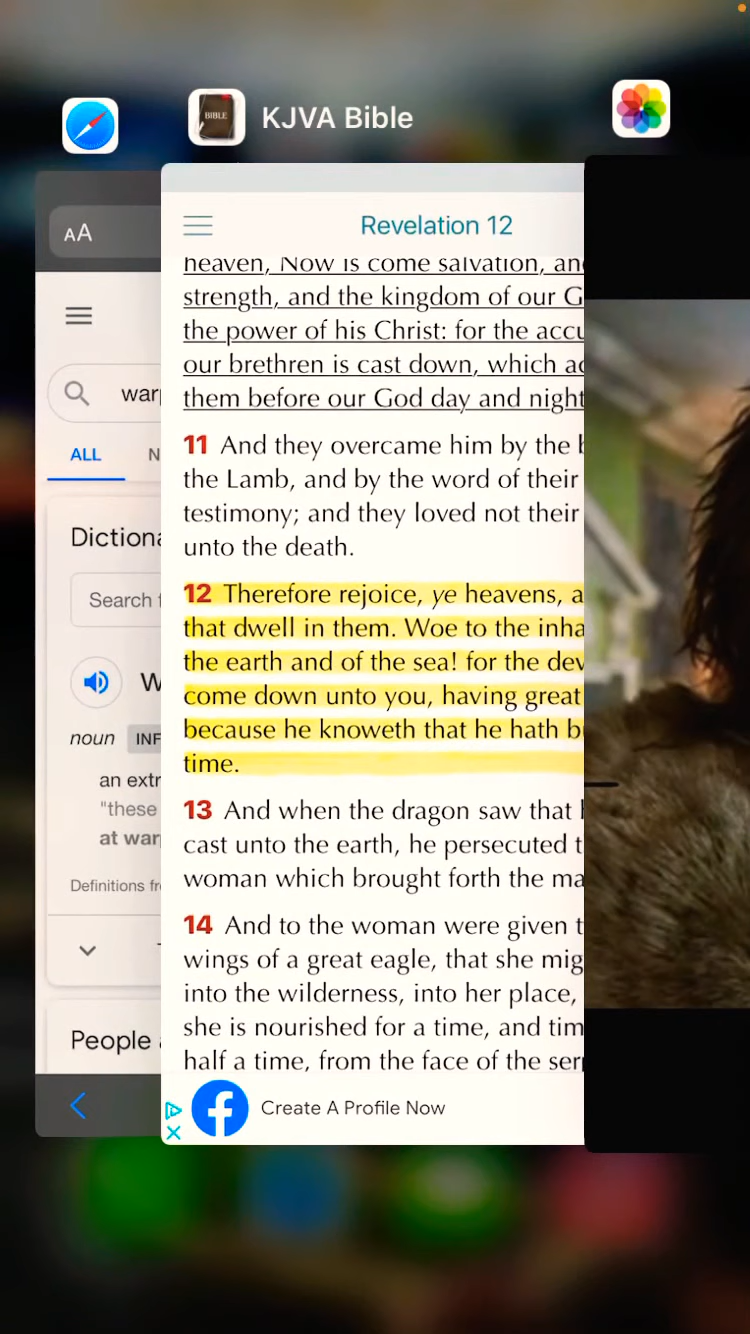 KJVA Bible
BIBLE
AA
Revelation 12
heaven, Now is come salvation, and
strength, and the kingdom of our G
the power of his Christ: for the accu
our brethren is cast down, which ac
them before our God day and night
11 And they overcame him by the b
the Lamb, and by the word of their
testimony; and they loved not their
unto the death.
12 Therefore rejoice, ye heavens, a
that dwell in them. Woe to the inha
the earth and of the sea! for the dev
come down unto you, having great
because he knoweth that he hath b
time.
13 And when the dragon saw that h
cast unto the earth, he persecuted t
woman which brought forth the ma
14 And to the woman were given t
wings of a great eagle, that she mig
into the wilderness, into her place,
she is nourished for a time, and tim
half a time, from the face of the ser
Create A Profile Now
warp
ALL N
Dictiona
Search f
W
noun INF
an extr
"these
at warp
Definitions fr
People a